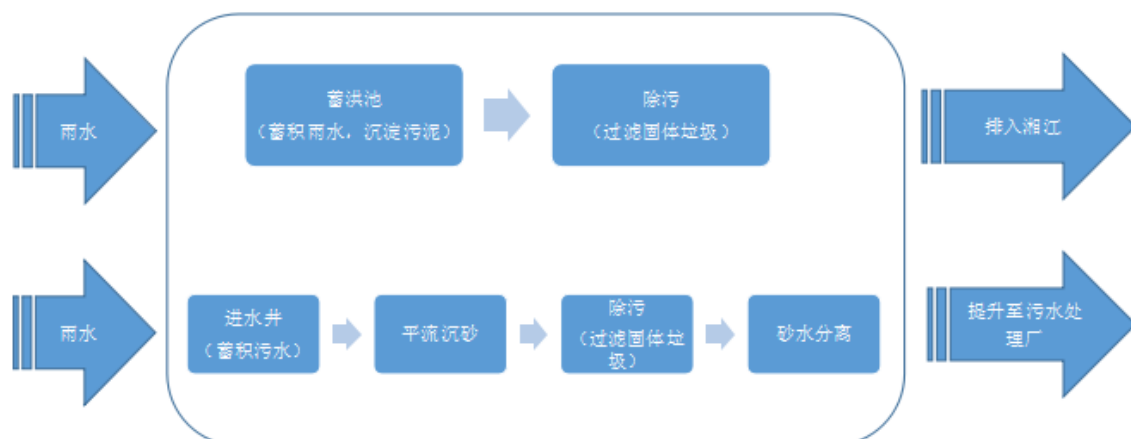 雨水
蓄洪池
（蓄积雨水，沉淀污泥）
除污
（过滤固体垃圾）
排入湘江
雨水
进水井
（蓄积污水）
平流沉砂
除污
（过滤固体垃
圾）
砂水分离
提升至污水处
理厂